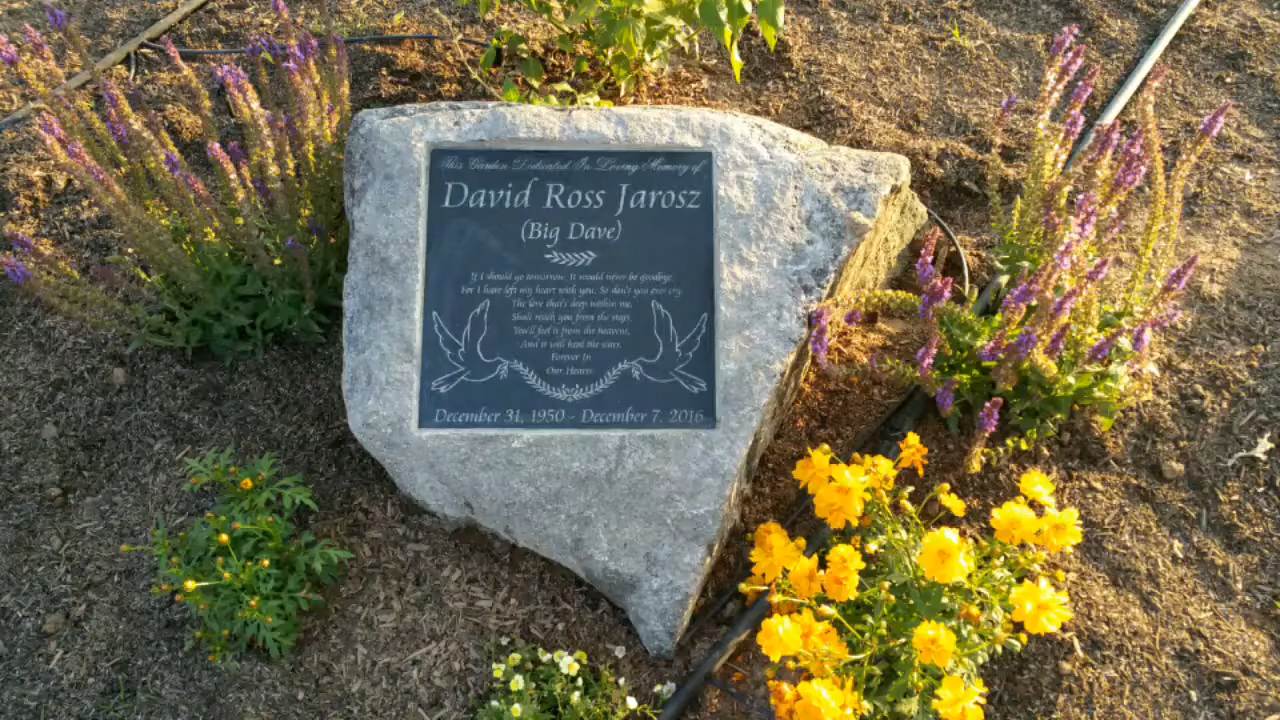 This Garden Dedicated In Loving Memory of
David Ross Jarosz
(Big Dave)
If I should go tomorrow, It would never be goodbye,
For I have left my heart with you, So don't you ever cry.
The love that's deep within me,
Shall reach you from the stars,
You'll feel it from the heavens,
And it will heal the scars.
Forever In
Our Hearts
December 31, 1950 - December 7, 2016